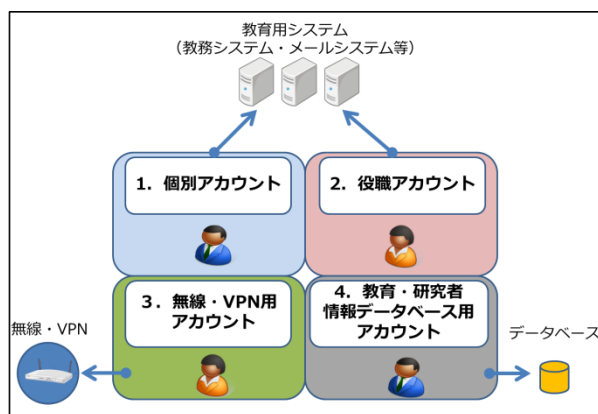 教育用システム
（教務システム・メールシステム等）
1．個別アカウント
2．役職アカウント
3．無線・VPN用
アカウント
4．教育・研究者
情報データベース用
アカウント
無線・VPN
データベース